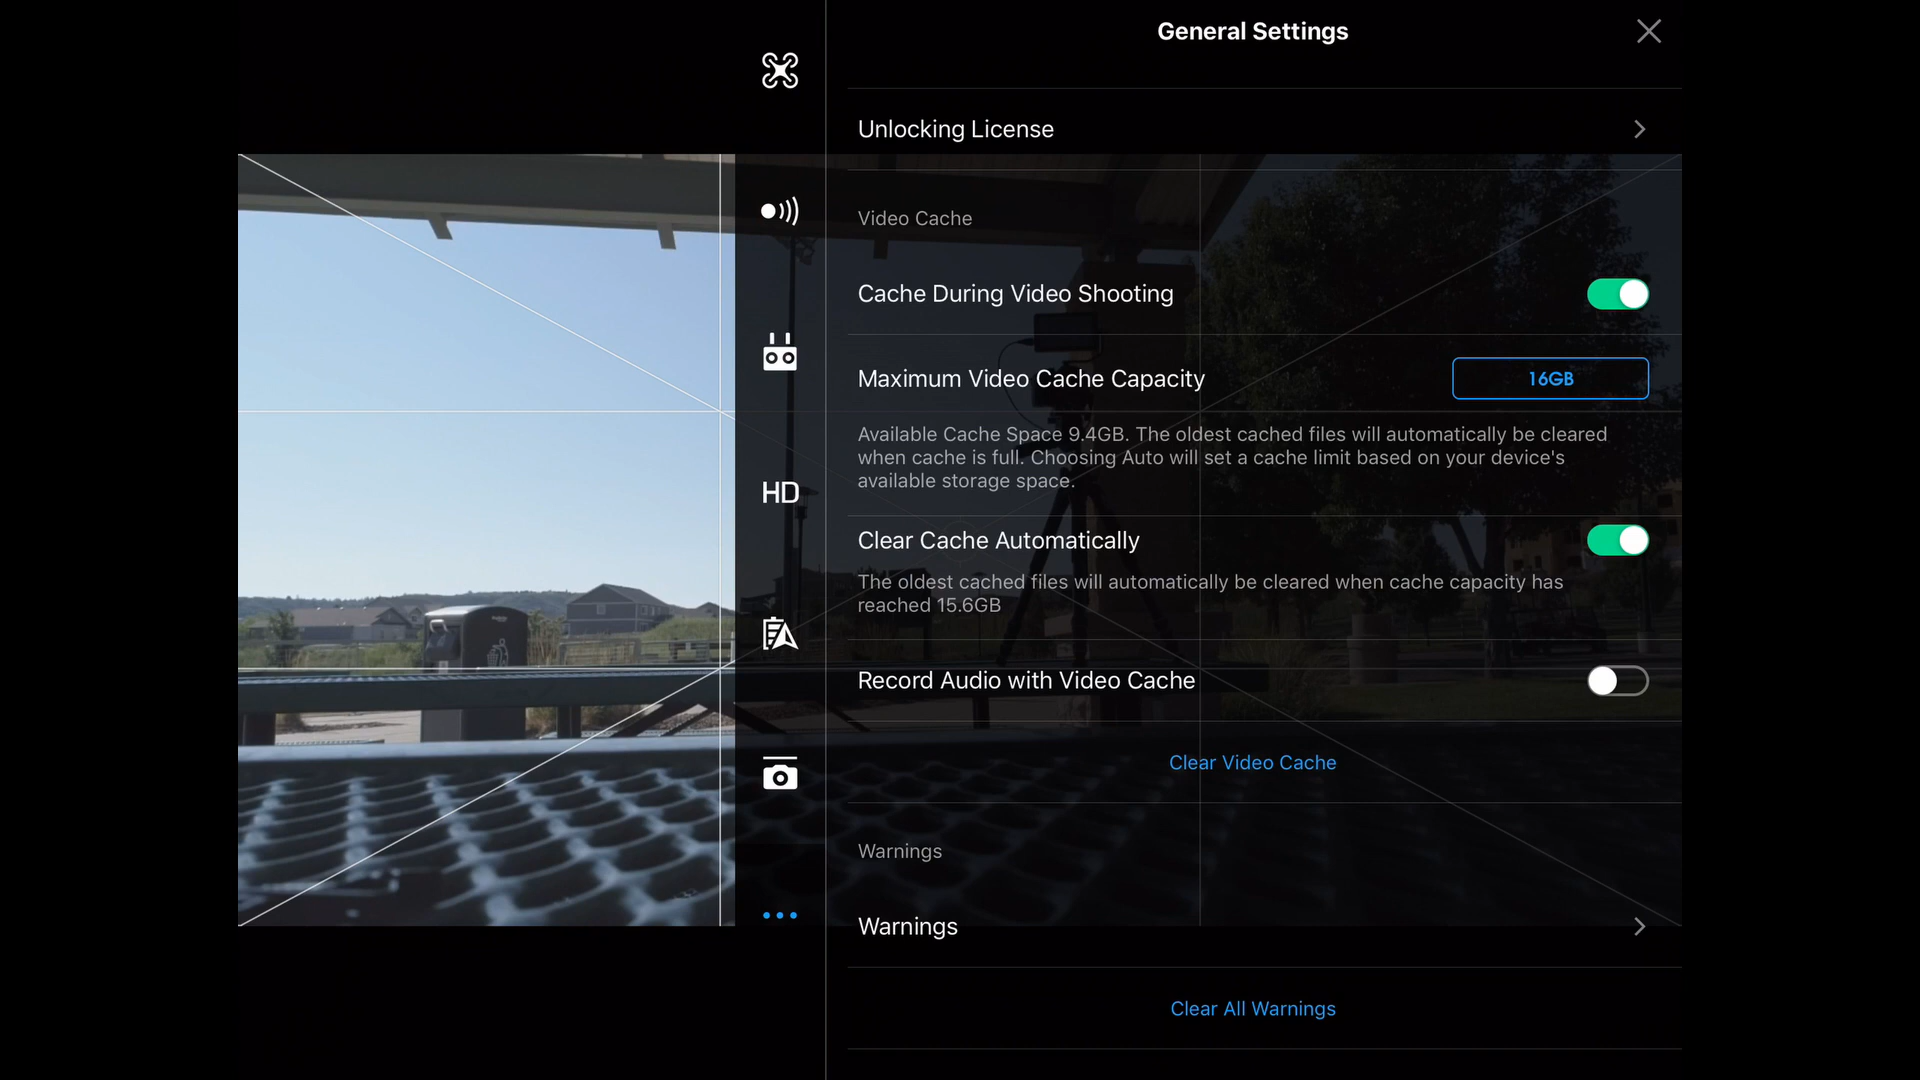 General Settings
Unlocking License
Video Cache
Cache During Video Shooting
Maximum Video Cache Capacity
16GB
Available Cache Space 9.4GB. The oldest cached files will automatically be cleared
when cache is full. Choosing Auto will set a cache limit based on your device's
available storage space.
HD
Clear Cache Automatically
The oldest cached files will automatically be cleared when cache capacity has
reached 15.6GB
Record Audio with Video Cache
Clear Video Cache
Warnings
Warnings
Clear All Warnings